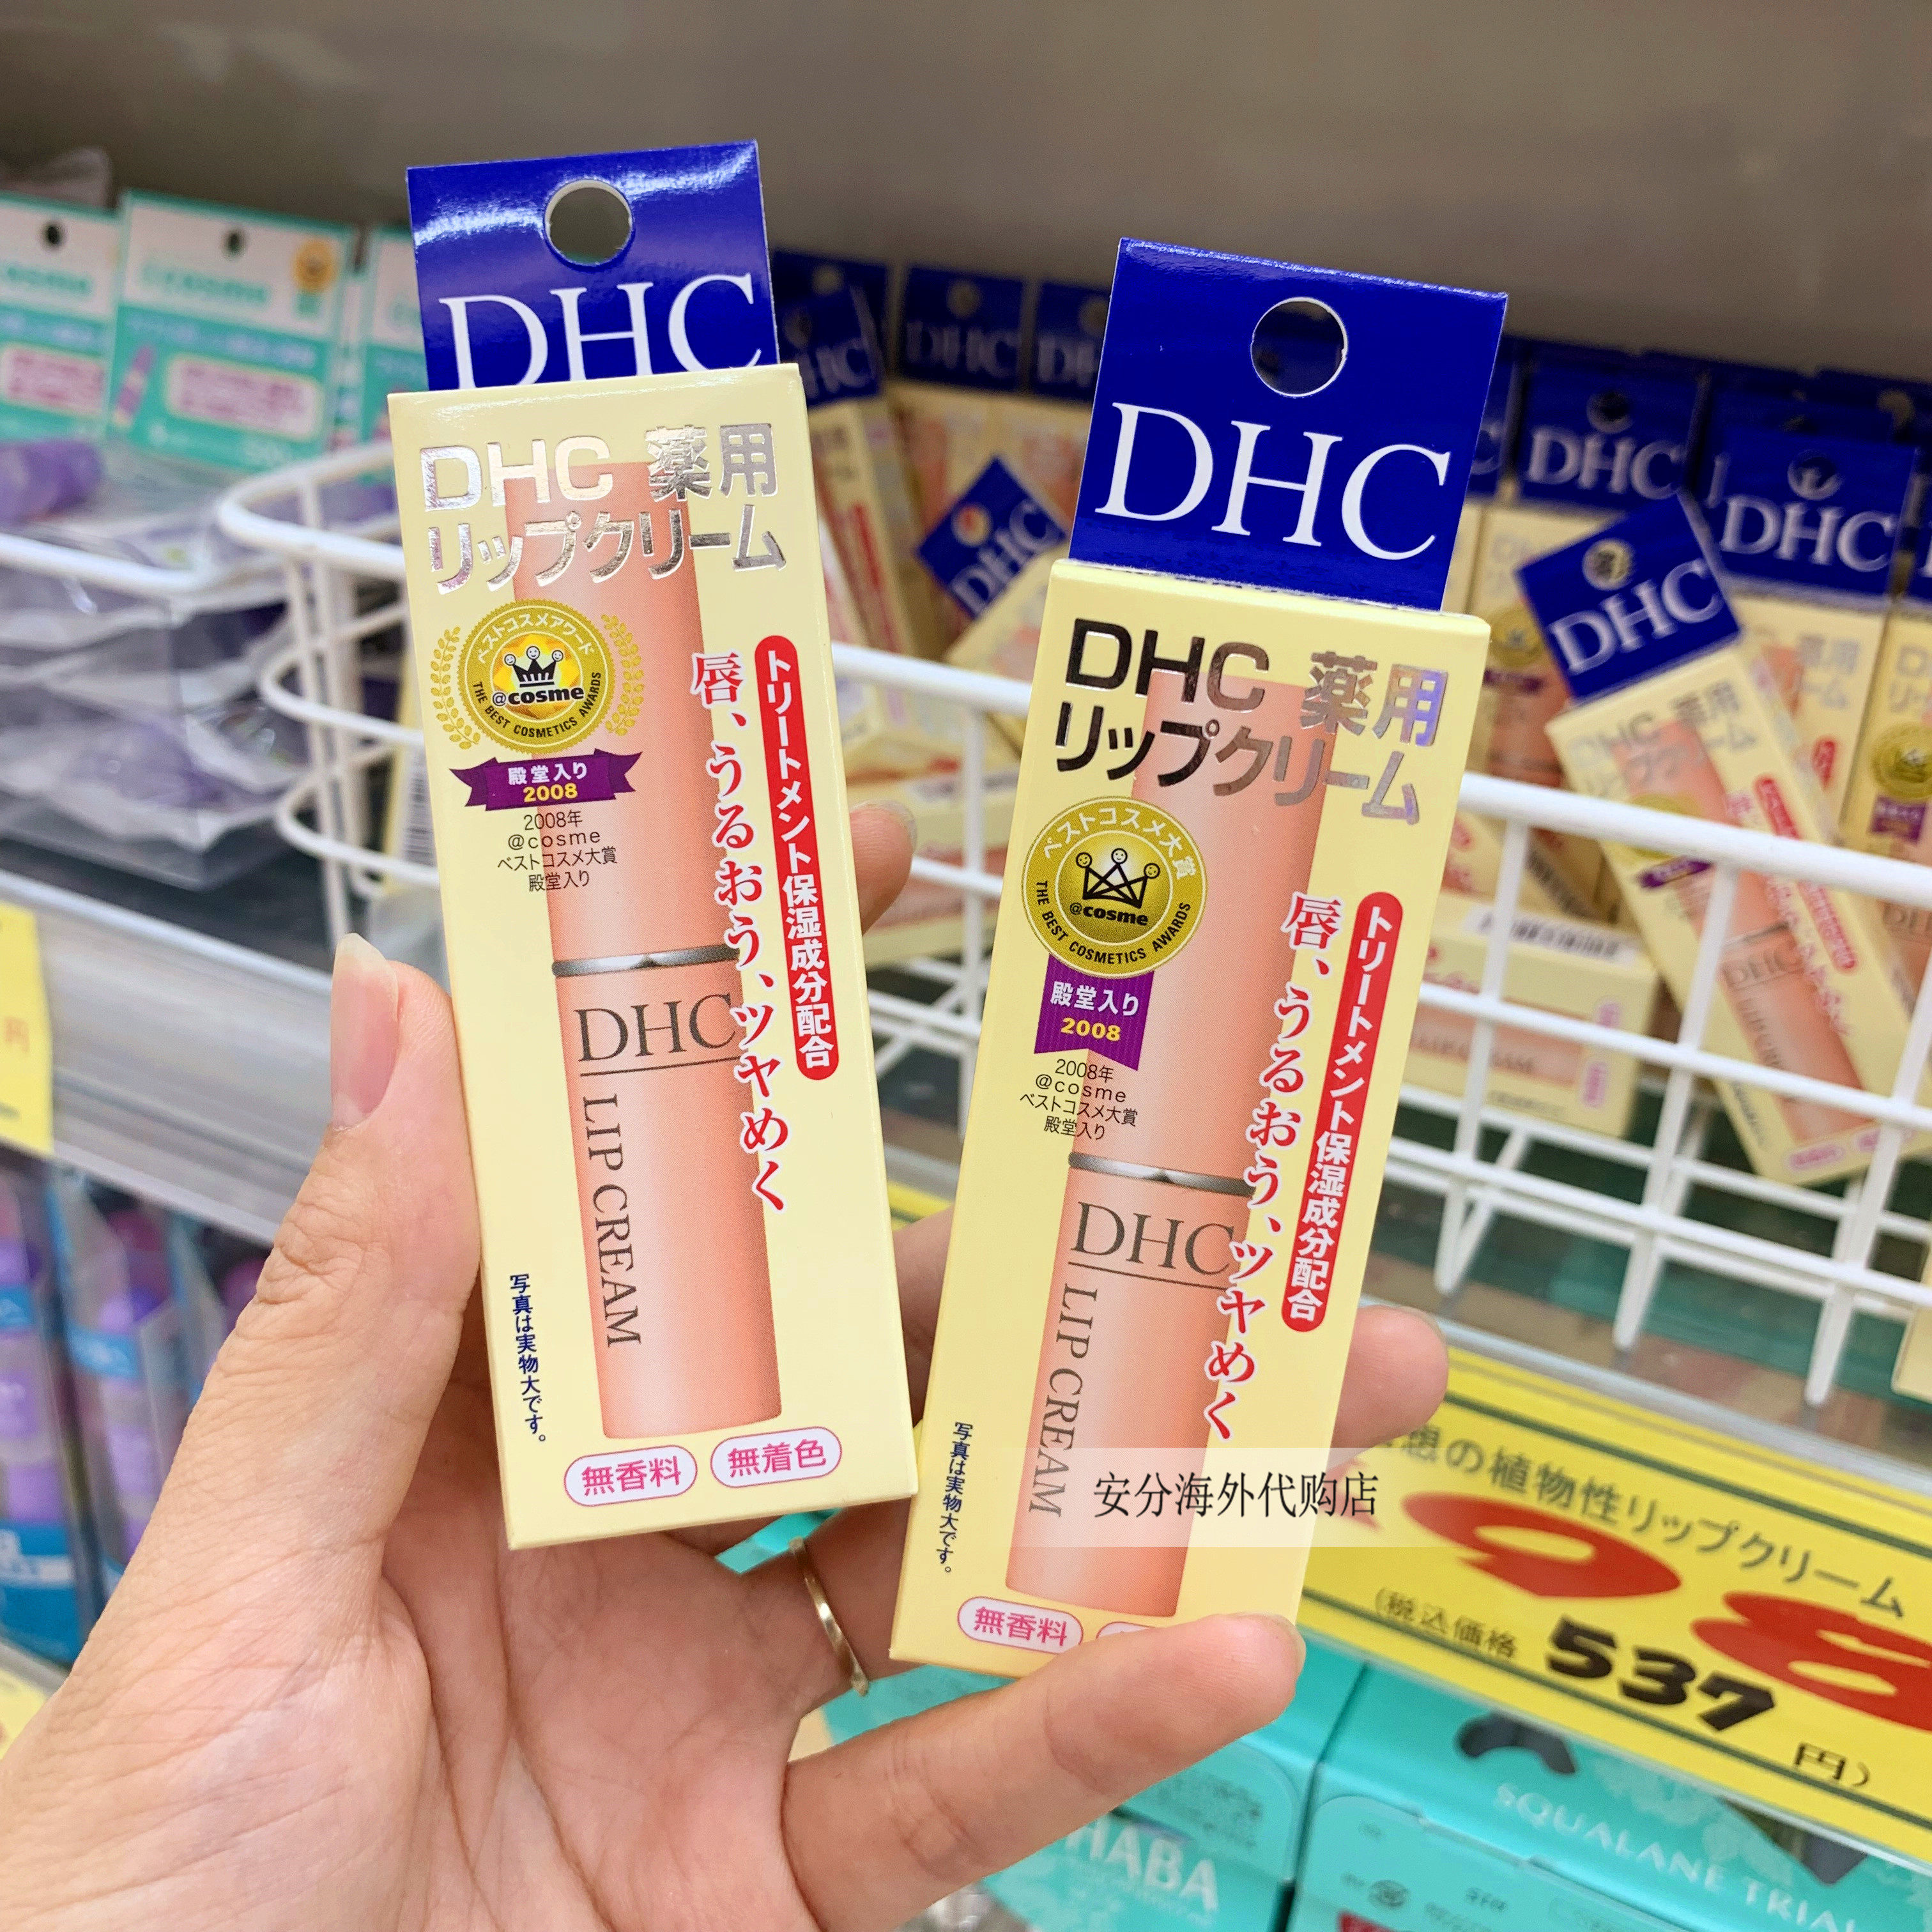 DHC
DHC 薬用
リップクリーム
ベストコスメアワード
@cosme
THE BEST COSMETICS AWARDS
殿堂入り
2008
2008年
@cosme
ベストコスメ大賞
殿堂入り
トリートメント保湿成分配合
唇、うるおう、ツヤめく
DHC
LIP CREAM
写真は実物大です。
無香料
無着色
DHC
DHC 薬用
リップクリーム
ベストコスメ大賞
@cosme
THE BEST COSMETICS AWARDS
殿堂入り
2008
2008年
@cosme
ベストコスメ大賞
殿堂入り
トリートメント保湿成分配合
唇、うるおう、ツヤめく
DHC
LIP CREAM
写真は実物大です。
無香料
安分海外代购店
DHC
DHC
DHC
DHC
DHC
DHC
想の植物性リップクリーム
98
(税込価格 537円)
HABA
SQUALANE TRIAL